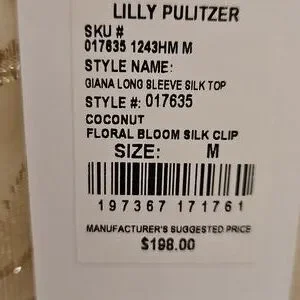 LILLY PULITZER
SKU #
017635 1243HM M
STYLE NAME:
GIANA LONG SLEEVE SILK TOP
STYLE #: 017635
COCONUT
FLORAL BLOOM SILK CLIP
SIZE: M
197367 171761
MANUFACTURER'S SUGGESTED PRICE
$198.00